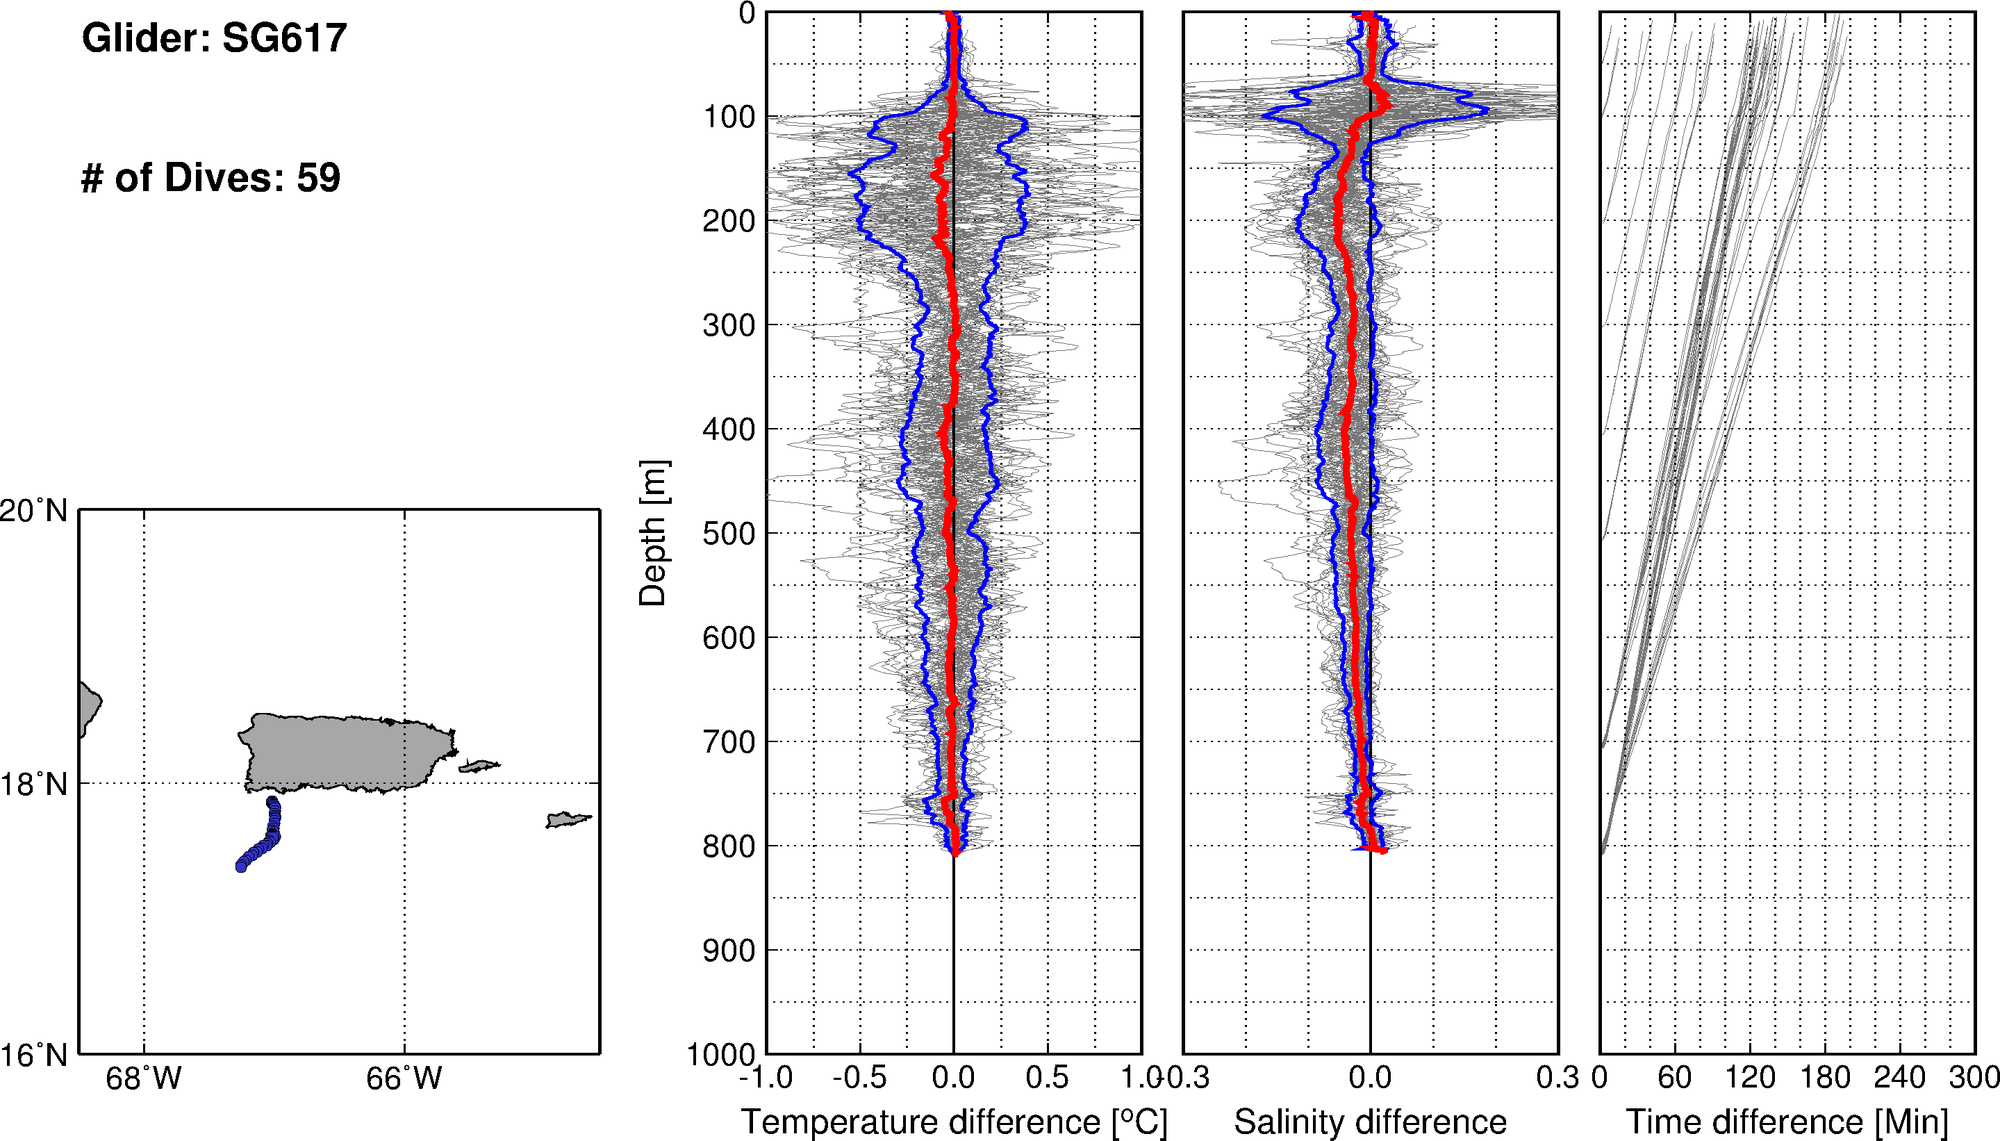 Glider: SG617
# of Dives: 59
20°N
18°N
16°N
68°W
66°W
Depth [m]
0
100
200
300
400
500
600
700
800
900
1000
-1.0
-0.5
0.0
0.5
1.0
Temperature difference [°C]
-0.3
0.0
0.3
Salinity difference
0
60
120
180
240
300
Time difference [Min]